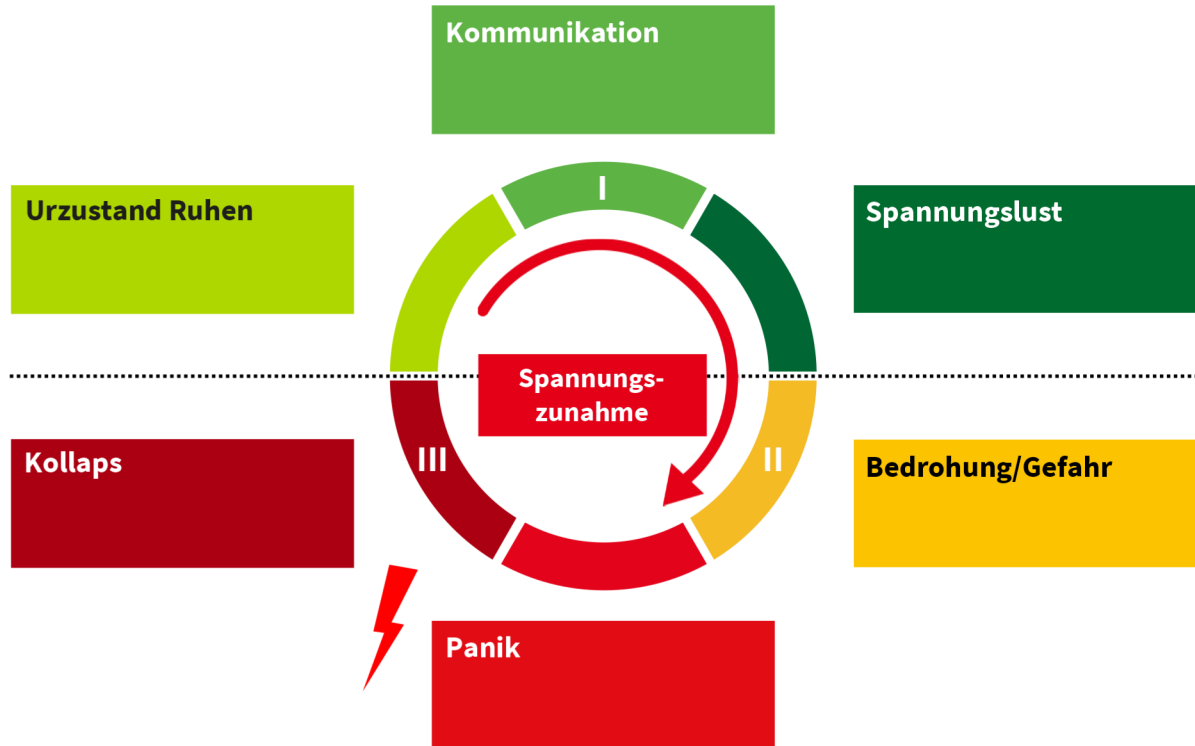 Kommunikation
I
Urzustand Ruhen
Spannungslust
Spannungs-
zunahme
III
II
Kollaps
Bedrohung/Gefahr
Panik